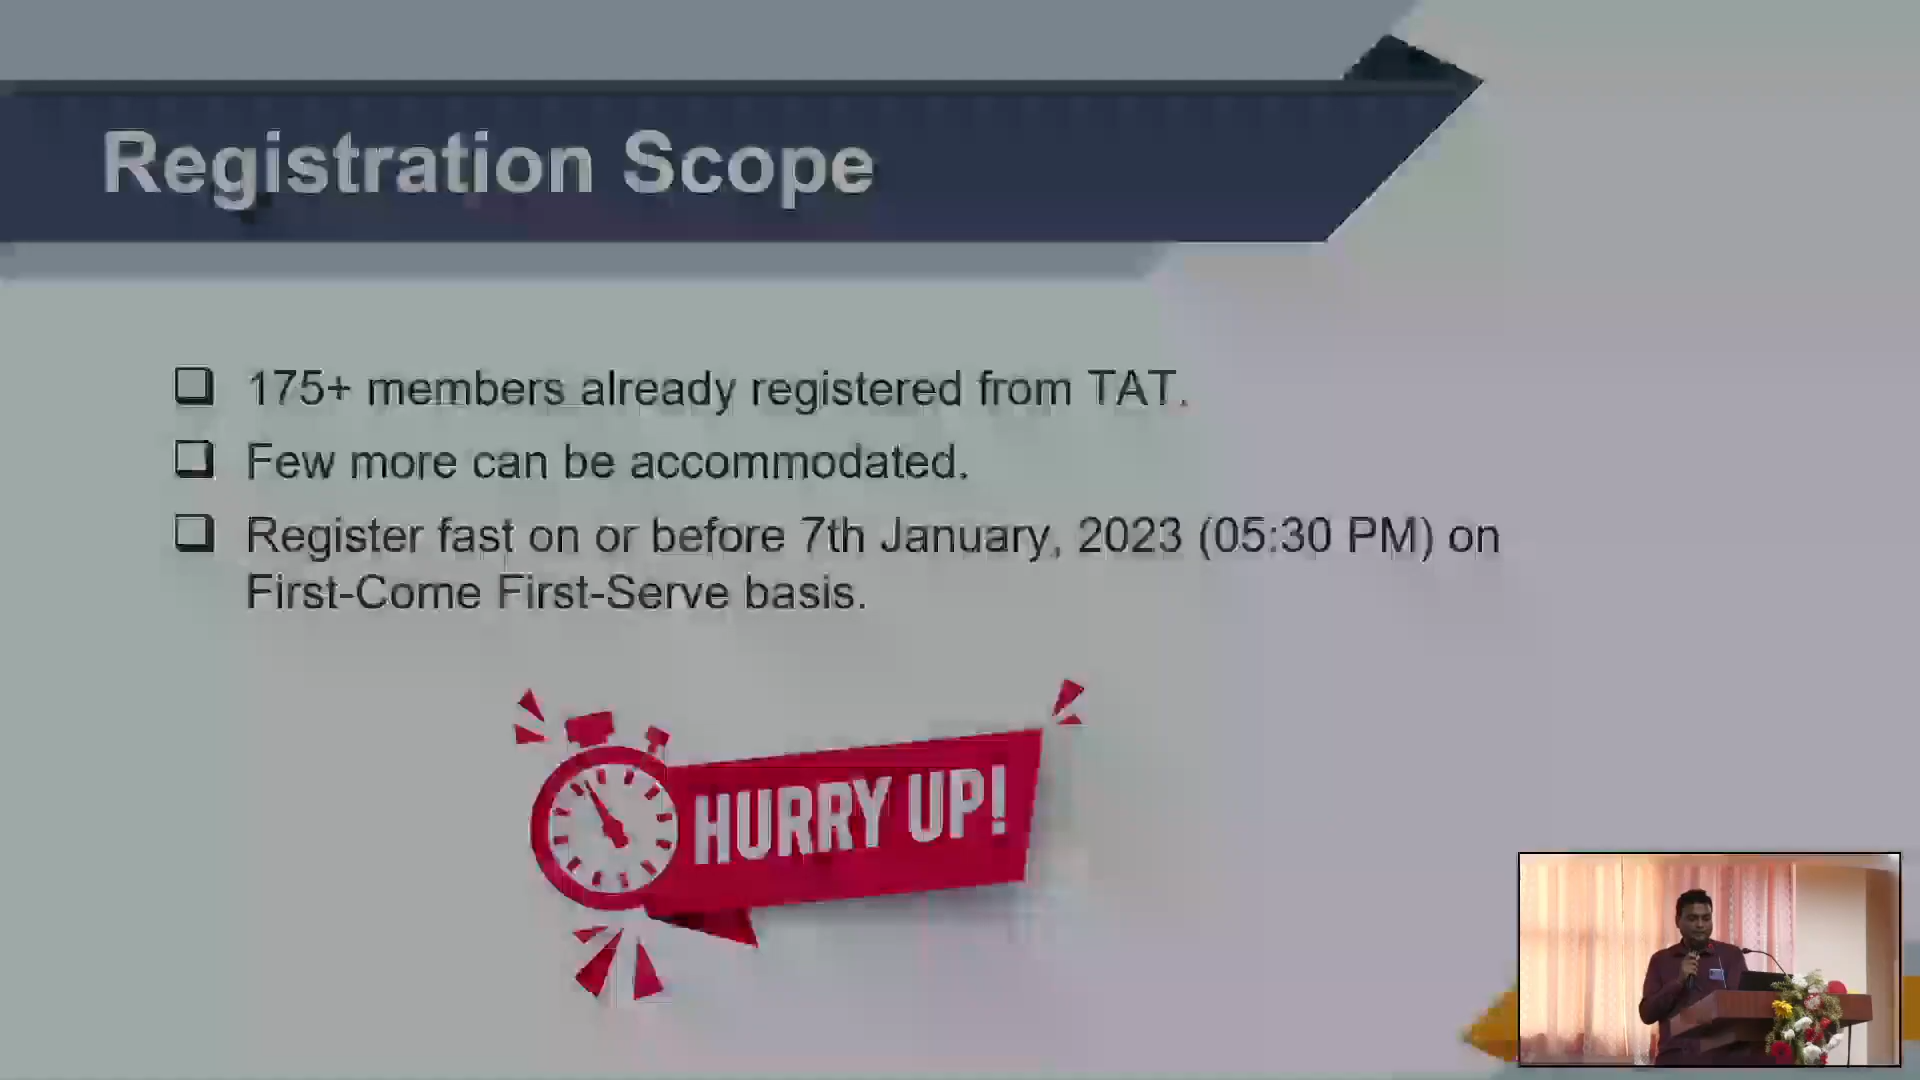 Registration Scope
175+ members already registered from TAT.
Few more can be accommodated.
Register fast on or before 7th January, 2023 (05:30 PM) on
First-Come First-Serve basis.
HURRY UP!